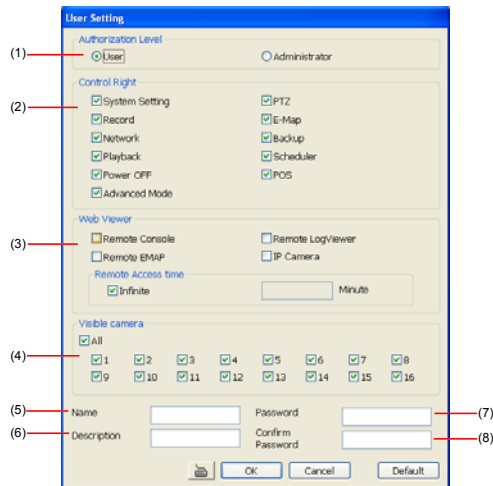 User Setting
Authorization Level
(1) User Administrator
Control Right
System Setting PTZ
(2) Record E-Map
Network Backup
Playback Scheduler
Power OFF POS
Advanced Mode
Web Viewer
(3) Remote Console Remote LogViewer
Remote EMAP IP Camera
Remote Access time
Infinite Minute
Visible camera
All
(4) 1 2 3 4 5 6 7 8
9 10 11 12 13 14 15 16
(5) Name Password (7)
(6) Description Confirm Password (8)
OK Cancel Default